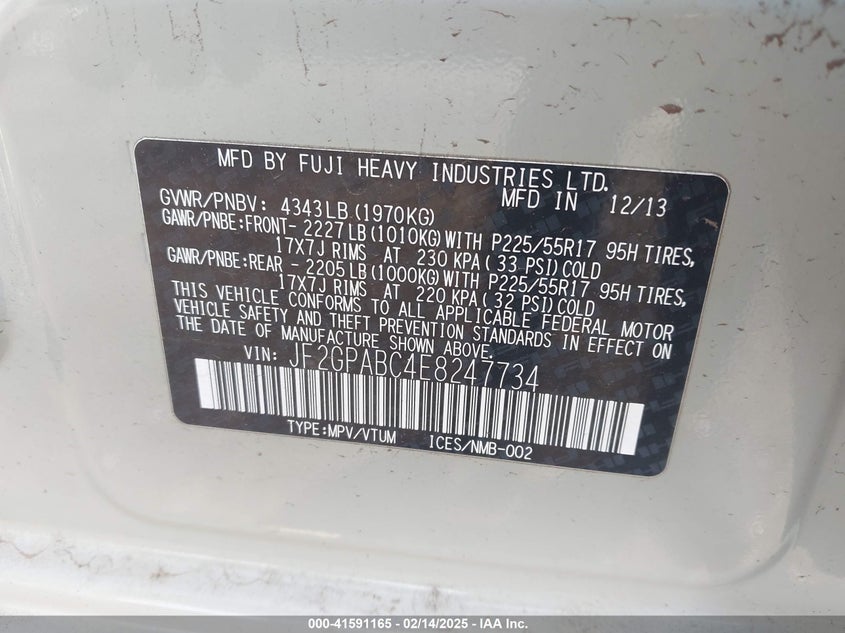 MFD BY FUJI HEAVY INDUSTRIES LTD.
MFD IN 12/13
GVWR/PNBV: 4343LB(1970KG)
GAWR/PNBE:FRONT- 2227LB(1010KG)WITH P225/55R17 95H TIRES,
17X7J RIMS AT 230 KPA(33 PSI)COLD
GAWR/PNBE:REAR - 2205LB(1000KG)WITH P225/55R17 95H TIRES,
17X7J RIMS AT 220 KPA(32 PSI)COLD
THIS VEHICLE CONFORMS TO ALL APPLICABLE FEDERAL MOTOR
VEHICLE SAFETY AND THEFT PREVENTION STANDARDS IN EFFECT ON
THE DATE OF MANUFACTURE SHOWN ABOVE.
VIN: JF2GPABC4E8247734
TYPE:MPV/VTUM ICES/NMB-002
000-41591165 - 02/14/2025 - IAA Inc.